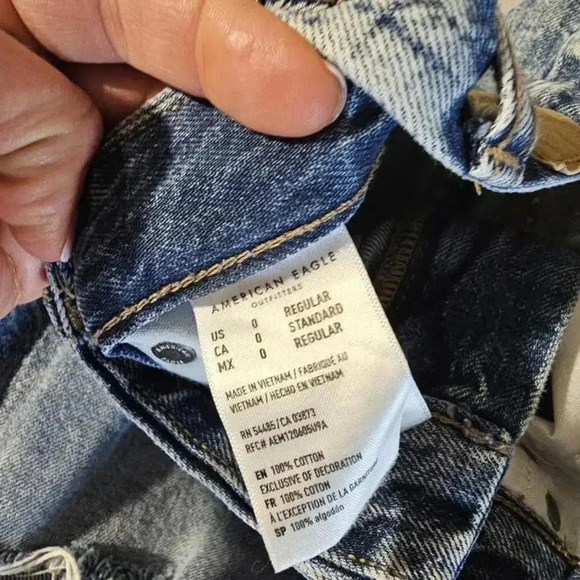 AMERICAN EAGLE
OUTFITTERS
US 0 REGULAR
CA 0 STANDARD
MX 0 REGULAR
MADE IN VIETNAM / FABRIQUÉ AU
VIETNAM / HECHO EN VIETNAM
RN 54485/CA 03873
RFC# AEM120605U9A
EN 100% COTTON
EXCLUSIVE OF DECORATION
FR 100% COTON
À L'EXCEPTION DE LA GARNITURE
SP 100% algodón